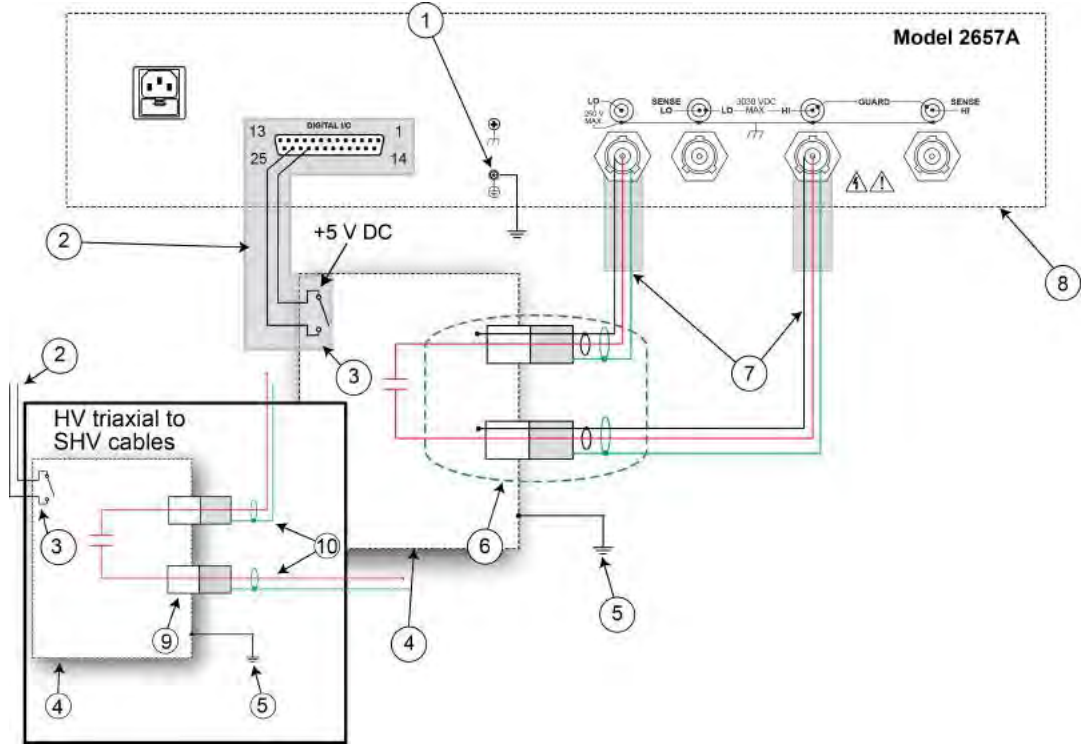 1
Model 2657A
LO
250 V
MAX
SENSE
LO
LO
3030 VDC
MAX
HI
GUARD
SENSE
HI
13
DIGITAL I/O
1
25
14
2
+5 V DC
8
3
7
2
HV triaxial to
SHV cables
3
10
6
9
5
4
4
5